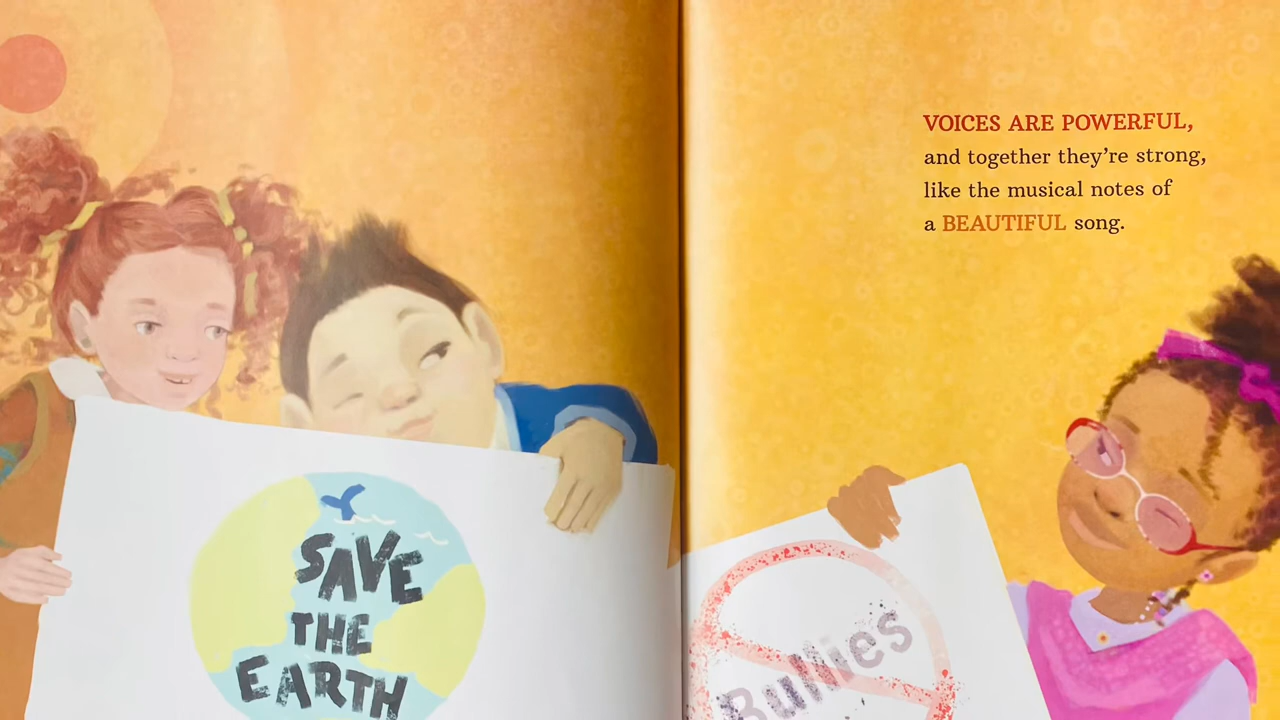 SAVE
THE
EARTH
VOICES ARE POWERFUL,
and together they're strong,
like the musical notes of
a BEAUTIFUL song.
Bullies